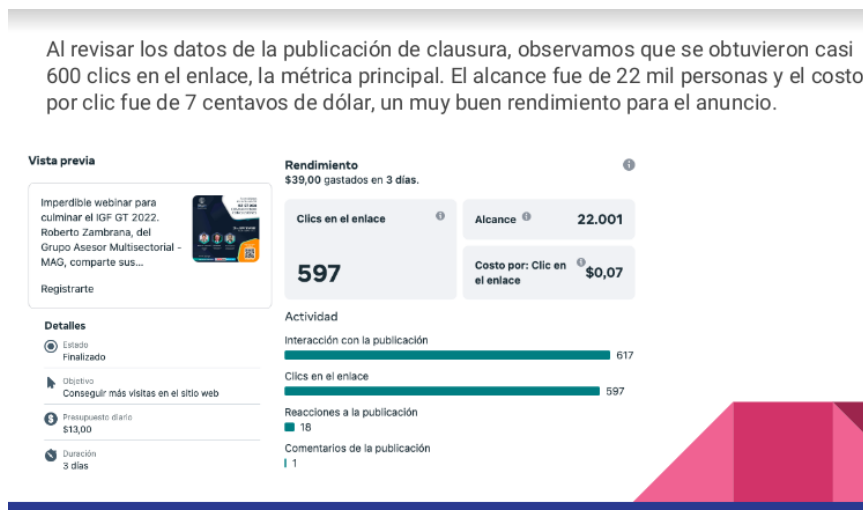 Al revisar los datos de la publicación de clausura, observamos que se obtuvieron casi
600 clics en el enlace, la métrica principal. El alcance fue de 22 mil personas y el costo
por clic fue de 7 centavos de dólar, un muy buen rendimiento para el anuncio.
Vista previa
Imperdible webinar para
culminar el IGF GT 2022.
Roberto Zambrana, del
Grupo Asesor Multisectorial -
MAG, comparte sus...
Registrarte
Detalles
Estado
Finalizado
Objetivo
Conseguir más visitas en el sitio web
Presupuesto diario
$13,00
Duración
3 días
Rendimiento
$39,00 gastados en 3 días.
Clics en el enlace
597
Alcance 22.001
Costo por: Clic en
el enlace
$0,07
Actividad
Interacción con la publicación
617
Clics en el enlace
597
Reacciones a la publicación
18
Comentarios de la publicación
1